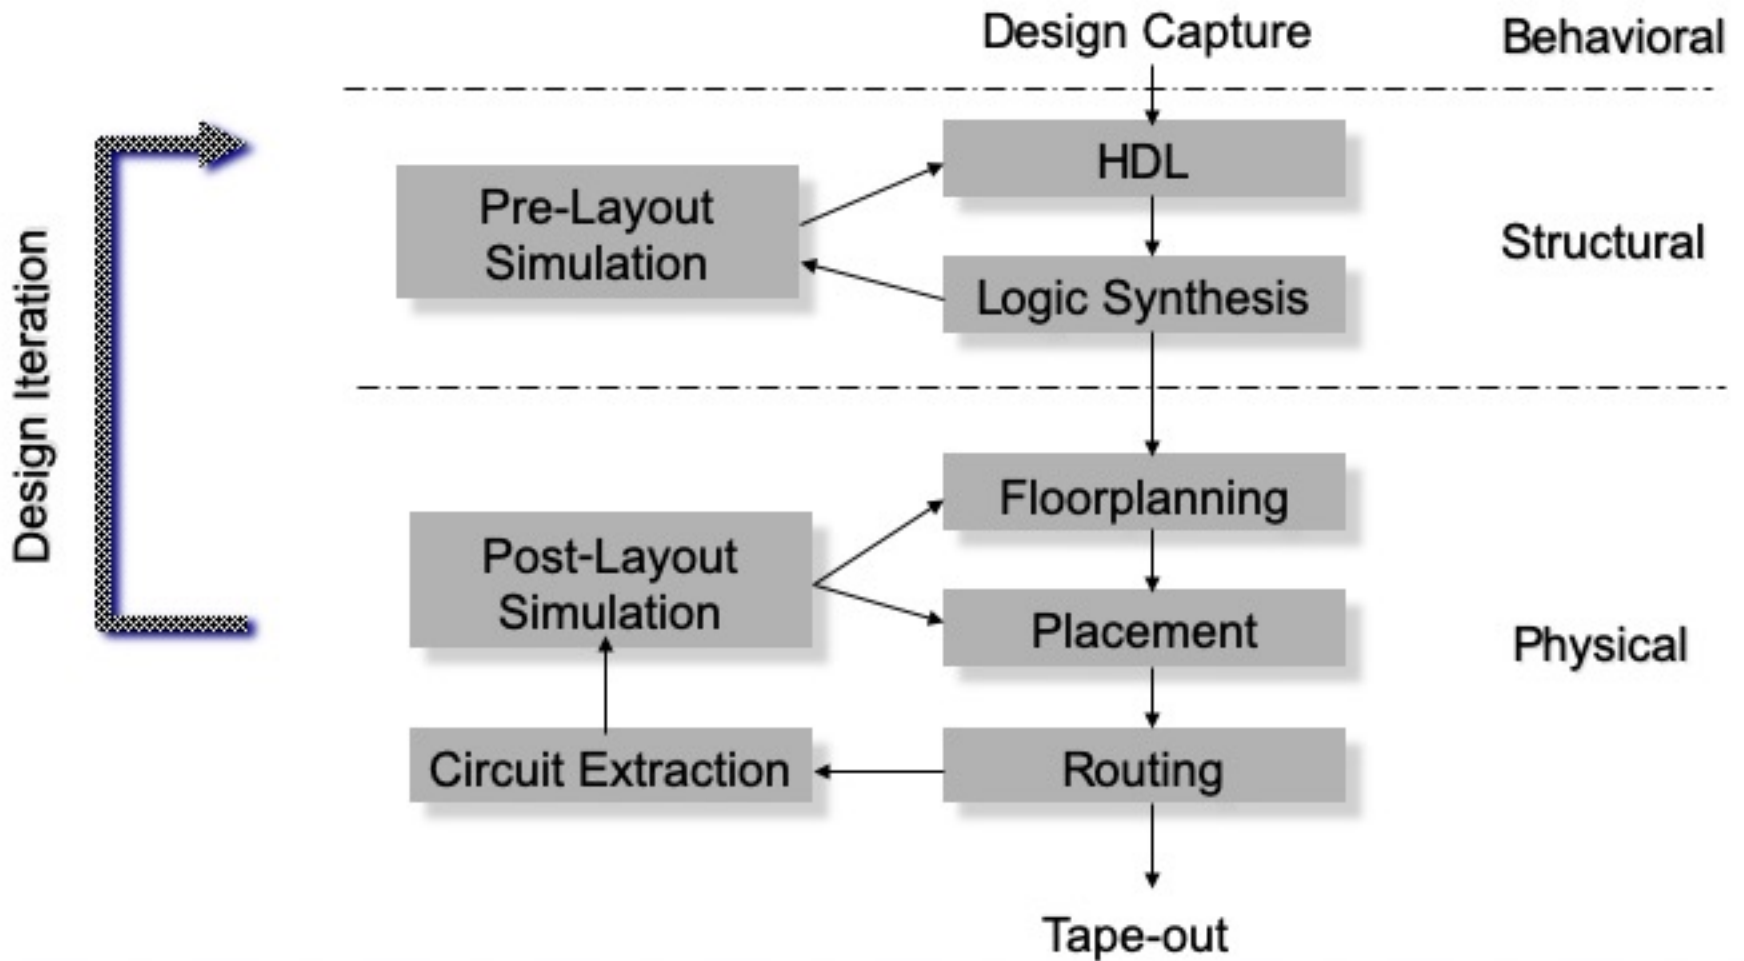 Design Capture
Behavioral
HDL
Pre-Layout
Simulation
Structural
Logic Synthesis
Design Iteration
Floorplanning
Post-Layout
Simulation
Placement
Physical
Circuit Extraction
Routing
Tape-out